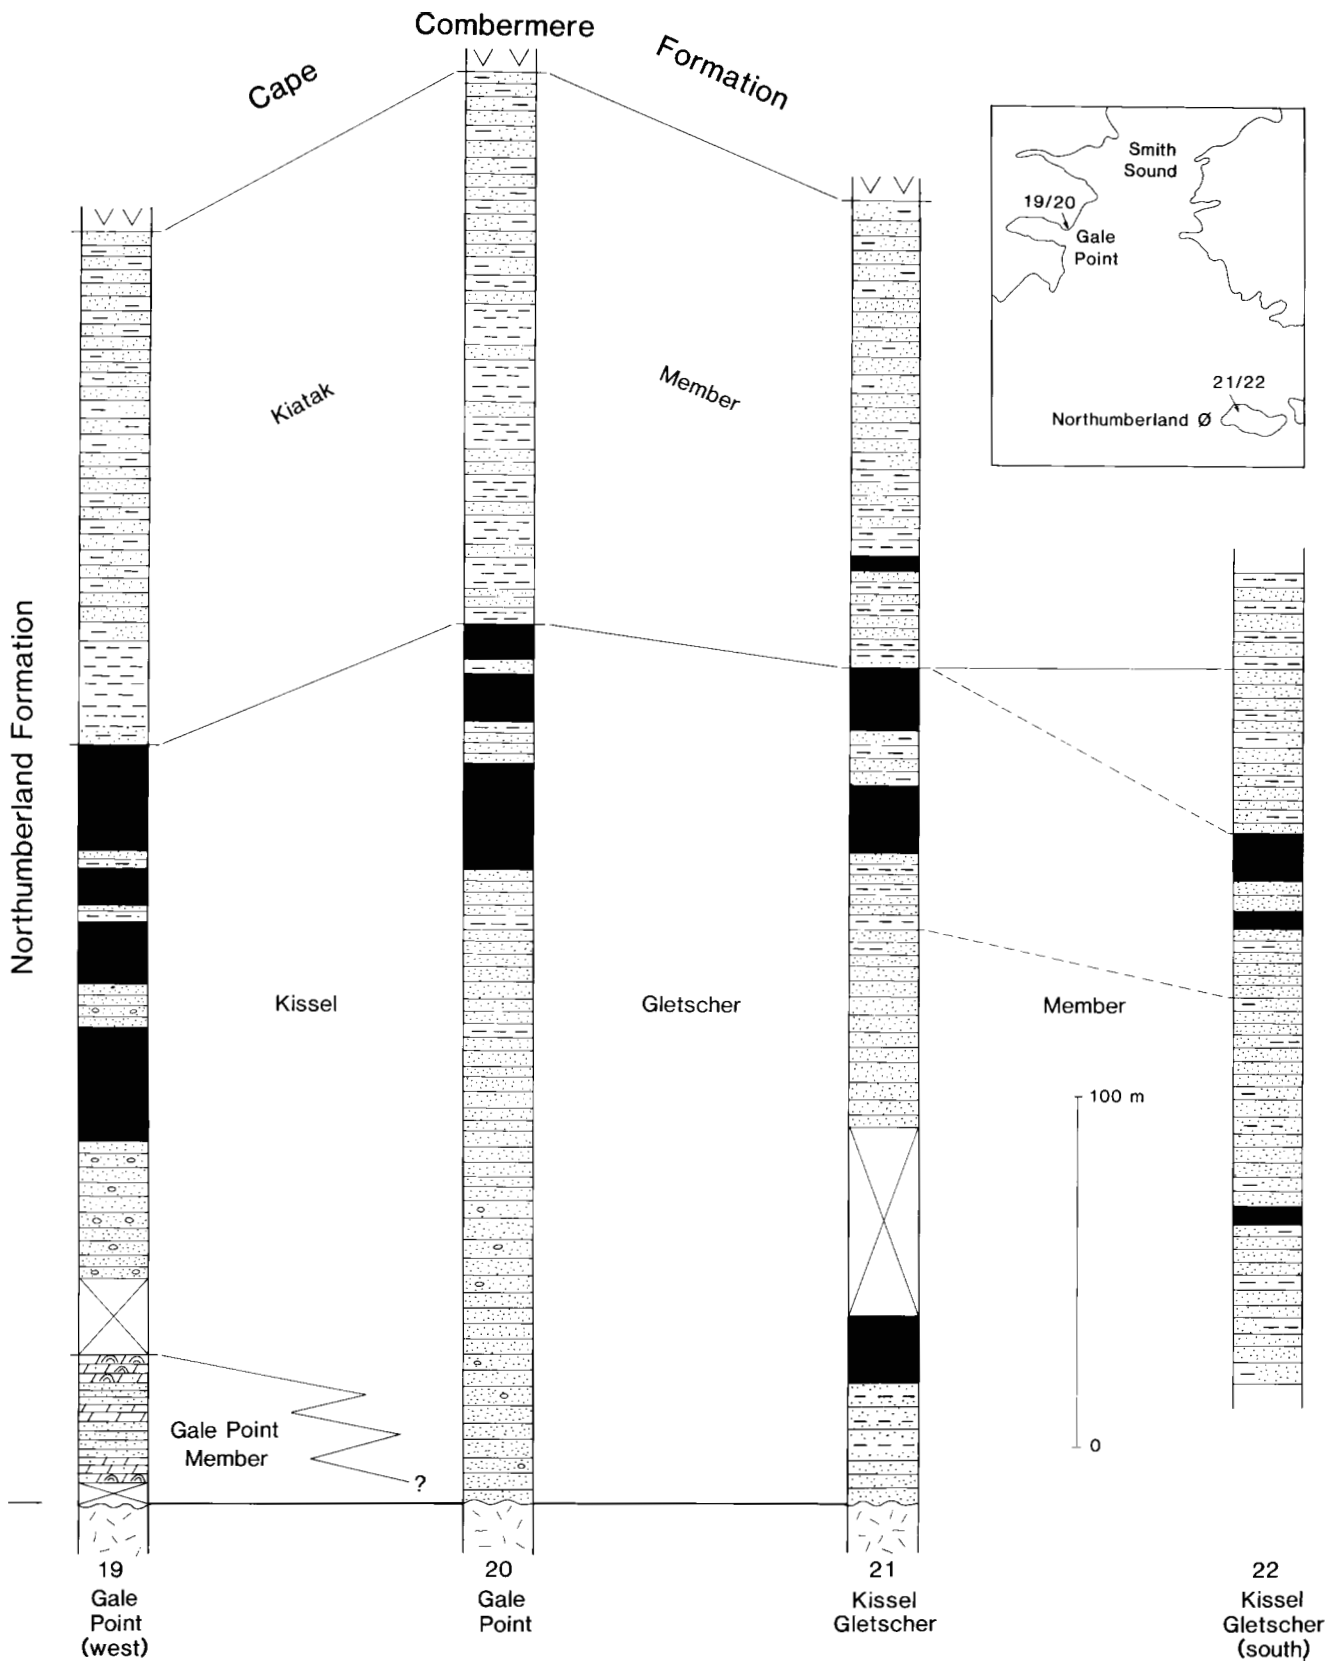 Combermere
Cape
Formation
Smith
Sound
19/20
Gale
Point
21/22
Northumberland Ø
Kiatak
Member
Northumberland Formation
Kissel
Gletscher
Member
100 m
0
Gale Point
Member
?
19
Gale
Point
(west)
20
Gale
Point
21
Kissel
Gletscher
22
Kissel
Gletscher
(south)